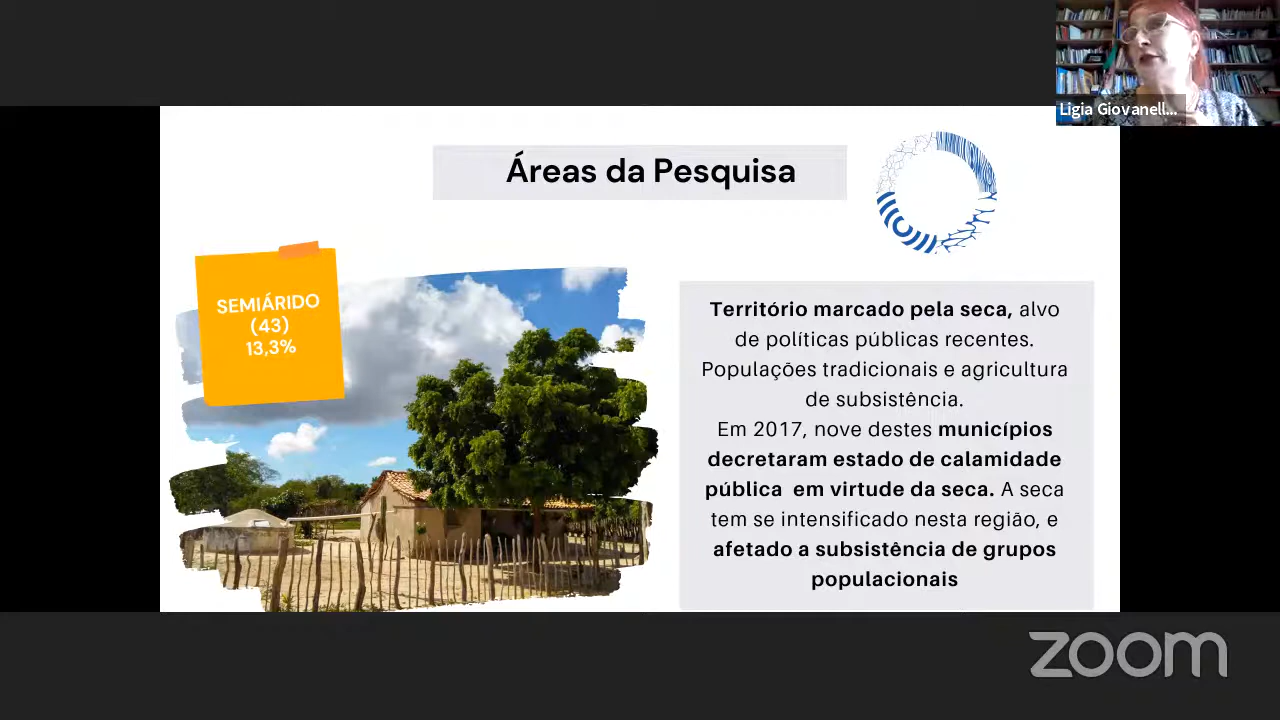 Ligia Giovanell...
Áreas da Pesquisa
SEMIÁRIDO
(43)
13,3%
Território marcado pela seca, alvo
de políticas públicas recentes.
Populações tradicionais e agricultura
de subsistência.
Em 2017, nove destes municípios
decretaram estado de calamidade
pública em virtude da seca. A seca
tem se intensificado nesta região, e
afetado a subsistência de grupos
populacionais
zoom